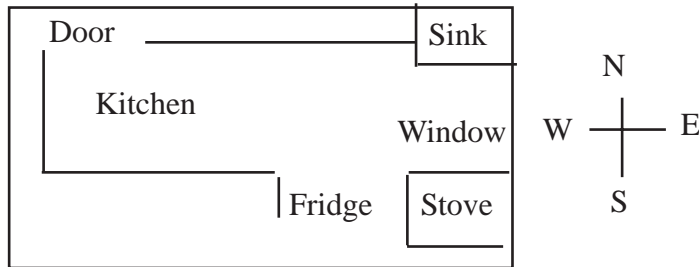 Door
Sink
Kitchen
Window
Fridge
Stove
N
W
E
S